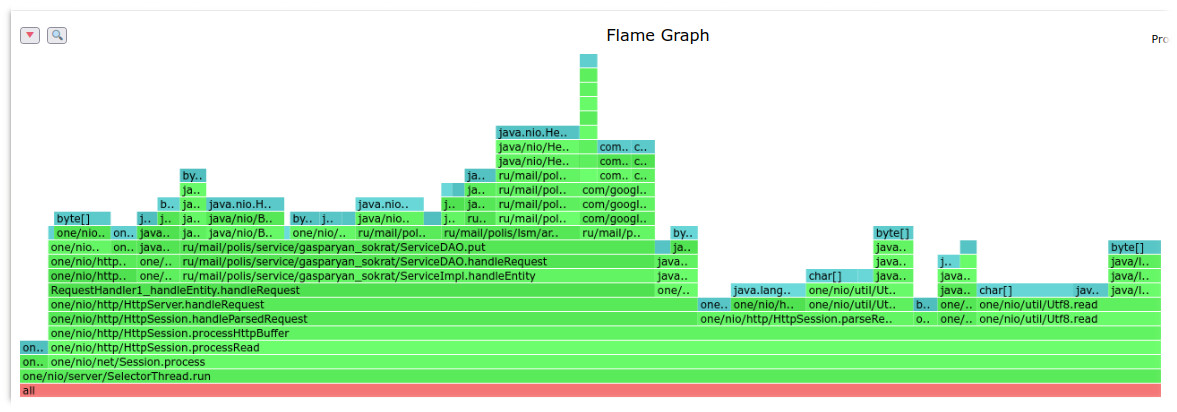 Flame Graph
Pro
java.nio.He..
java/nio/He.. com.. c..
java/nio/He.. com.. c..
by.. ja.. ru/mail/pol.. com.. c..
ja.. ja.. ru/mail/pol.. com/googl..
b.. ja.. java.nio.H.. java.nio.. j.. ja.. ru/mail/pol.. com/googl..
byte[] j.. j.. ja.. java/nio/B.. by.. j.. java/nio.. j.. ru.. ru/mail/pol.. com/googl..
one/nio.. on.. java.. j.. ja.. java/nio/B.. one/nio/.. ru/mail/pol.. ru/mail/polis/lsm/ar.. ru/mail/p.. by.. byte[]
one/nio.. on.. java.. ru/mail/polis/service/gasparyan_sokrat/ServiceDAO.put ja.. java.. byte[]
one/nio/http.. one/.. ru/mail/polis/service/gasparyan_sokrat/ServiceDAO.handleRequest java.. java.. j.. java/l..
one/nio/http.. one/.. ru/mail/polis/service/gasparyan_sokrat/ServiceImpl.handleEntity java.. char[] java.. java.. java/l..
RequestHandler1_handleEntity.handleRequest one/.. java.lang.. one/nio/util/Ut.. java.. java.. char[] jav.. java/l..
one/nio/http/HttpServer.handleRequest one.. one/nio/h.. one/nio/util/Ut.. b.. one/.. one/nio/util/Utf8.read
one/nio/http/HttpSession.handleParsedRequest one/nio/http/HttpSession.parseRe.. o.. one/.. one/nio/util/Utf8.read
one/nio/http/HttpSession.processHttpBuffer
on.. one/nio/http/HttpSession.processRead
on.. one/nio/net/Session.process
one/nio/server/SelectorThread.run
all